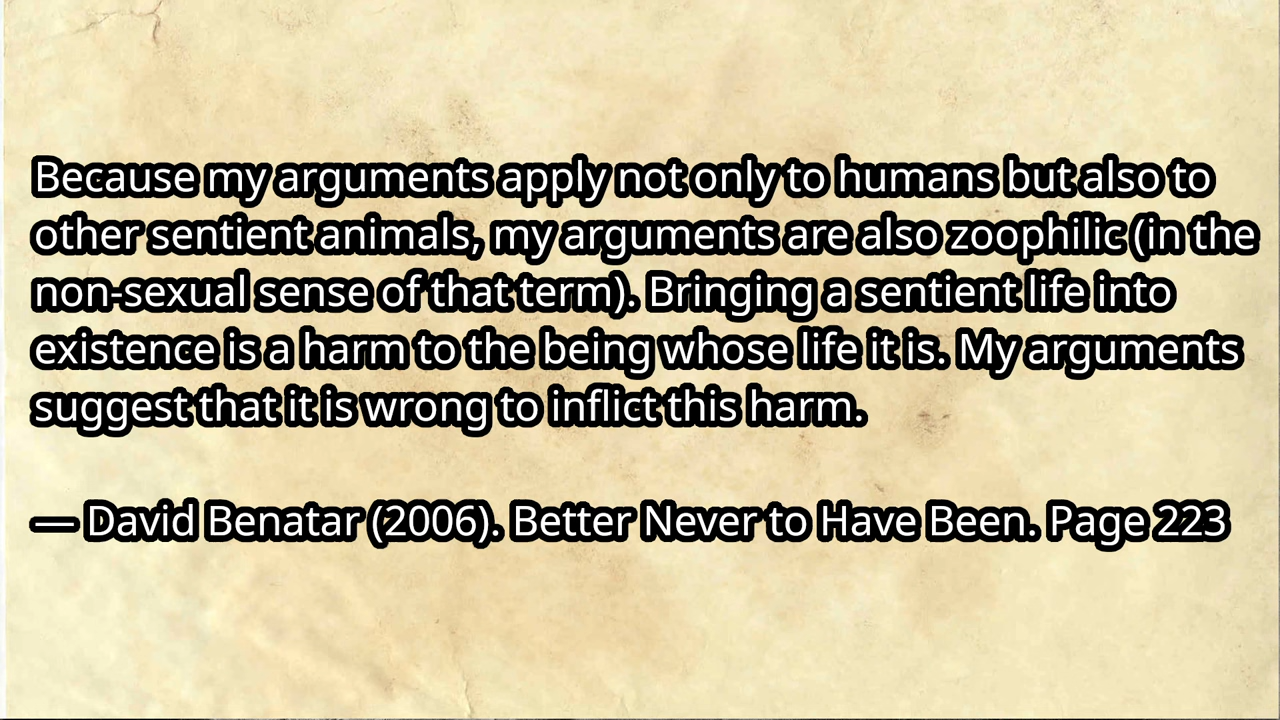 Because my arguments apply not only to humans but also to
other sentient animals, my arguments are also zoophilic (in the
non-sexual sense of that term). Bringing a sentient life into
existence is a harm to the being whose life it is. My arguments
suggest that it is wrong to inflict this harm.
— David Benatar (2006). Better Never to Have Been. Page 223